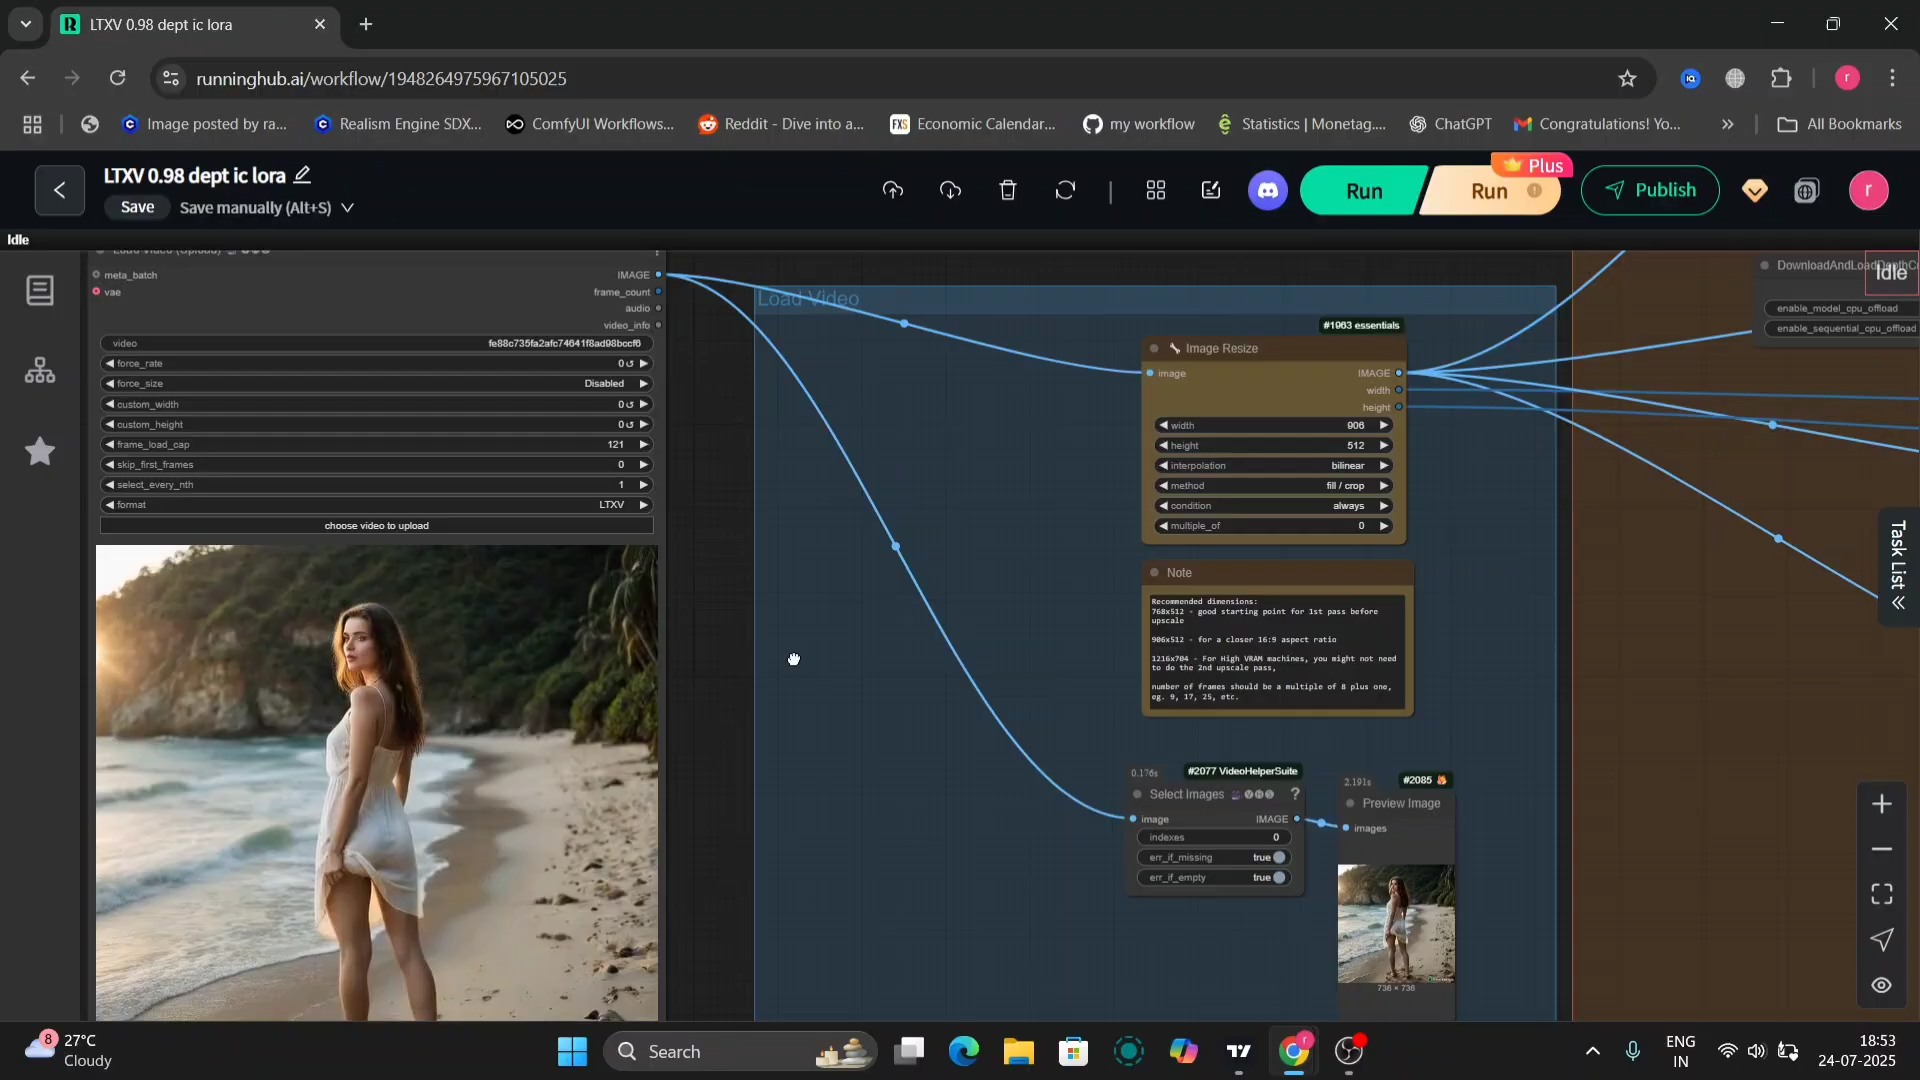 LTXV 0.98 dept ic lora
runninghub.ai/workflow/1948264975967105025
Image posted by ra...
Realism Engine SDX...
ComfyUI Workflows...
Reddit - Dive into a...
FXS
Economic Calendar...
my workflow
Statistics | Monetag....
ChatGPT
Congratulations! Yo...
All Bookmarks
LTXV 0.98 dept ic lora
Save
Save manually (Alt+S)
Run
Run
Plus
Publish
r
Idle
Idle
meta_batch
IMAGE
vae
frame_count
audio
video_info
video
fe88c735fa2afc74641f8ad98bccf6
force_rate
0
force_size
Disabled
custom_width
0
custom_height
0
frame_load_cap
121
skip_first_frames
0
select_every_nth
1
format
LTXV
choose video to upload
Load Video
#1963 essentials
Image Resize
image
IMAGE
width
height
width
906
height
512
interpolation
bilinear
method
fill / crop
condition
always
multiple_of
0
Note
Recommended dimensions:
768x512 - good starting point for 1st pass before
upscale
906x512 - for a closer 16:9 aspect ratio
1216x704 - For High VRAM machines, you might not need
to do the 2nd upscale pass,
number of frames should be a multiple of 8 plus one,
eg. 9, 17, 25, etc.
0.176s
#2077 VideoHelperSuite
Select Images
?
image
IMAGE
indexes
0
err_if_missing
true
err_if_empty
true
2.191s
#2085
Preview Image
images
736 × 736
DownloadAndLoadDepthC
enable_model_cpu_offload
enable_sequential_cpu_offload
Task List
8
27°C
Cloudy
Search
ENG
IN
18:53
24-07-2025